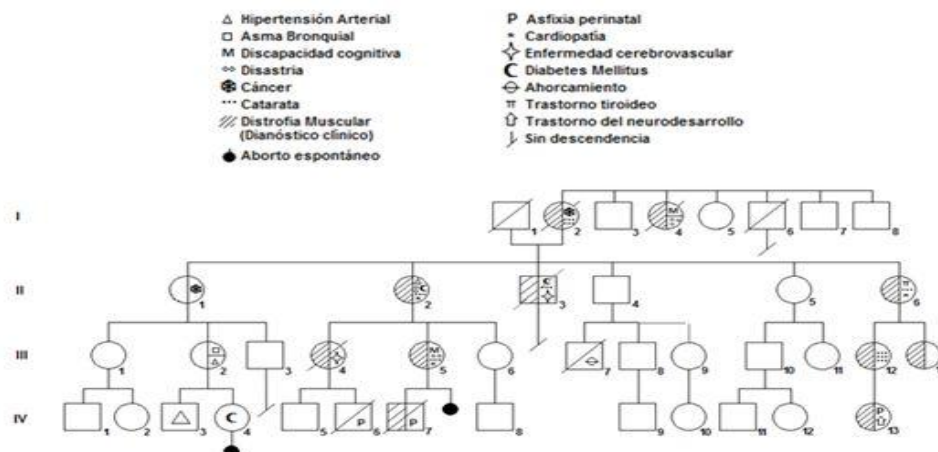 Hipertensión Arterial
Asma Bronquial
M Discapacidad cognitiva
Disastria
Cáncer
Catarata
Distrofia Muscular
(Dianóstico clínico)
Aborto espontáneo
P Asfixia perinatal
Cardiopatía
Enfermedad cerebrovascular
Diabetes Mellitus
Ahorcamiento
Trastorno tiroideo
Trastorno del neurodesarrollo
Sin descendencia
I 1 2 M 3 4 5 6 7 8
II 1 2 3 4 5 6
III 1 2 3 4 M 5 6 7 8 9 10 11 12
IV 1 2 3 4 5 P 6 P 7 8 9 10 11 12 P 13